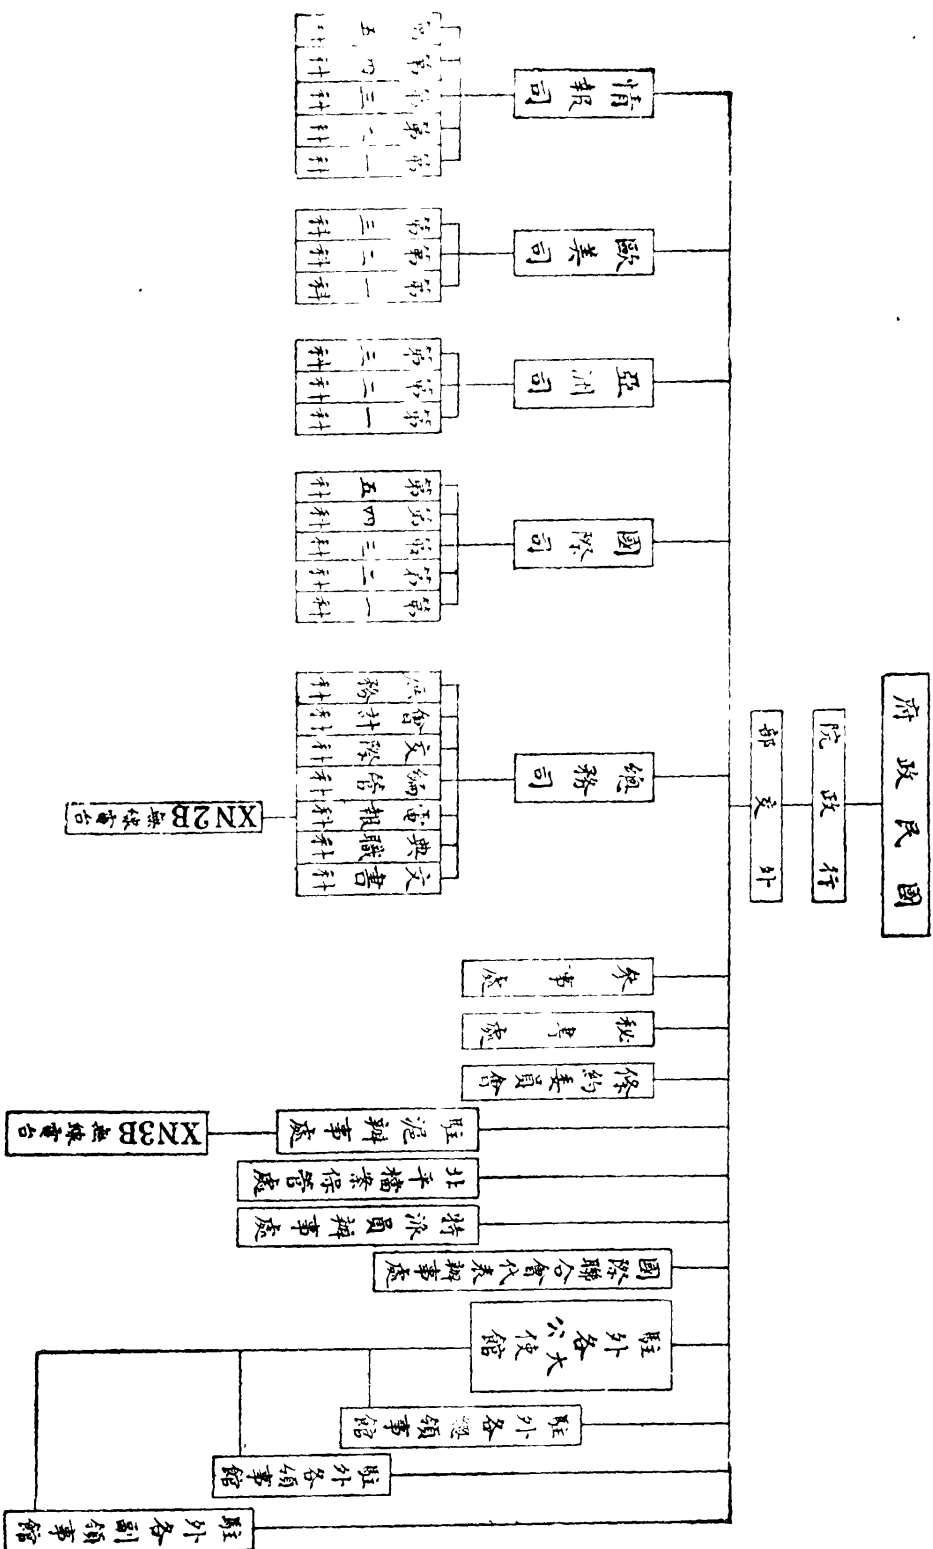 國民政府
行政院
外交部
駐外各副領事館
駐外各領事館
駐外各總領事館
駐外各大公使館
國際聯合會代表辦事處
特派員辦事處
北平檔案保管處
駐滬辦事處
XN3B無線電台
條約委員會
秘書處
參事處
總務司
文書科
典職科
電報科
編管科
交際科
會計科
務科
XN2B無線電台
國際司
第一科
第二科
第三科
第四科
第五科
亞洲司
第一科
第二科
第三科
歐美司
第一科
第二科
第三科
情報司
第一科
第二科
第三科
第四科
第五科